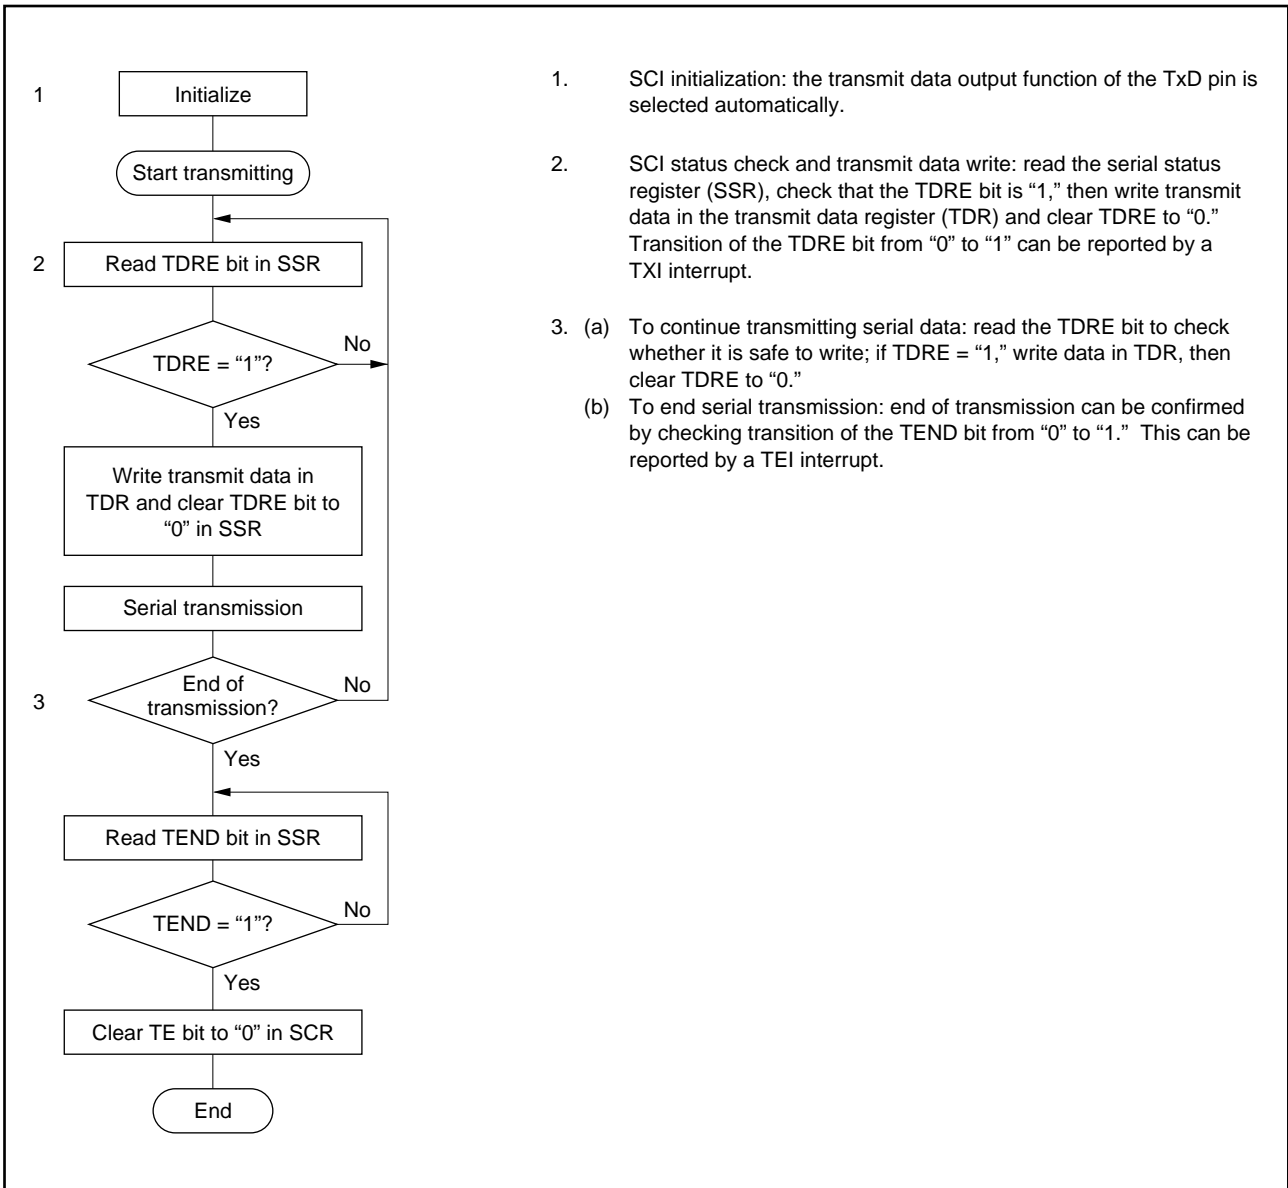 1
Initialize
Start transmitting
2
Read TDRE bit in SSR
TDRE = “1”?
No
Yes
Write transmit data in
TDR and clear TDRE bit to
“0” in SSR
Serial transmission
3
End of
transmission?
No
Yes
Read TEND bit in SSR
TEND = “1”?
No
Yes
Clear TE bit to “0” in SCR
End
1. SCI initialization: the transmit data output function of the TxD pin is
selected automatically.
2. SCI status check and transmit data write: read the serial status
register (SSR), check that the TDRE bit is “1,” then write transmit
data in the transmit data register (TDR) and clear TDRE to “0.”
Transition of the TDRE bit from “0” to “1” can be reported by a
TXI interrupt.
3. (a) To continue transmitting serial data: read the TDRE bit to check
whether it is safe to write; if TDRE = “1,” write data in TDR, then
clear TDRE to “0.”
(b) To end serial transmission: end of transmission can be confirmed
by checking transition of the TEND bit from “0” to “1.” This can be
reported by a TEI interrupt.